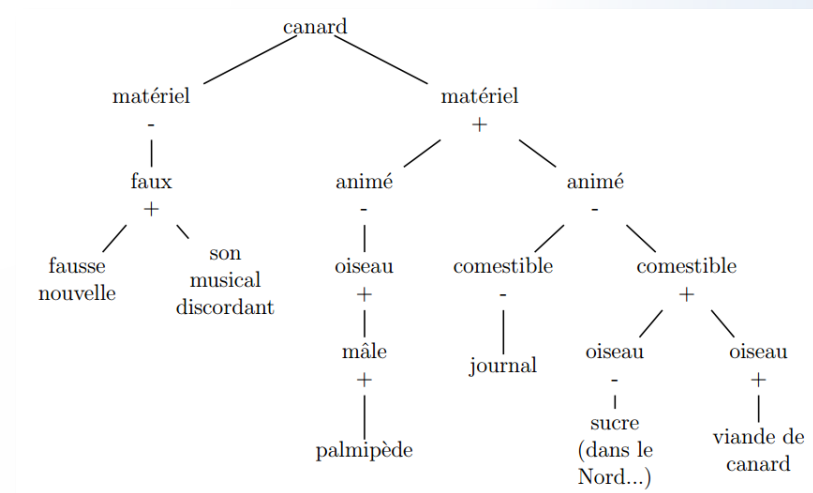 canard
matériel matériel
- +
faux animé animé
+ - -
fausse
nouvelle
son
musical
discordant
oiseau comestible comestible
+ - +
mâle journal oiseau oiseau
+ - +
palmipède
sucre
(dans le
Nord...)
viande de
canard